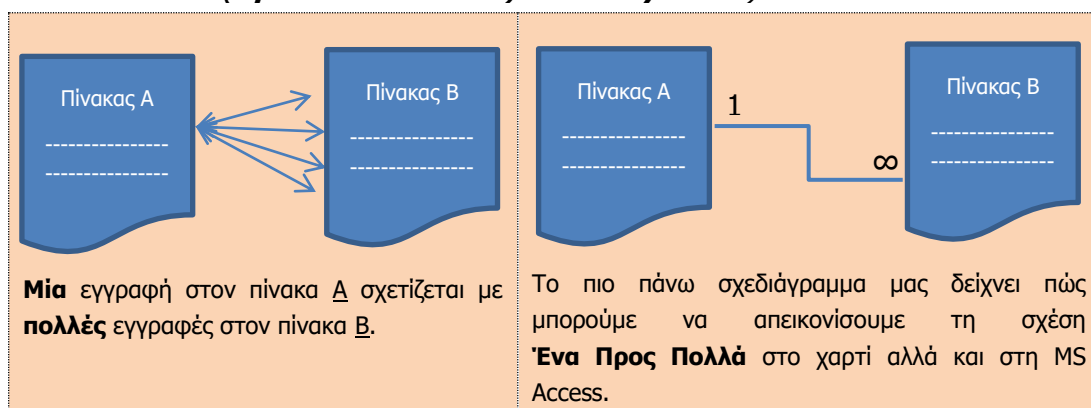 Πίνακας Α
-----------------
-----------------
Πίνακας Β
-----------------
-----------------
Μία εγγραφή στον πίνακα Α σχετίζεται με
πολλές εγγραφές στον πίνακα Β.
Πίνακας Α
-----------------
-----------------
1
∞
Πίνακας Β
-----------------
-----------------
Το πιο πάνω σχεδιάγραμμα μας δείχνει πώς
μπορούμε να απεικονίσουμε τη σχέση
Ένα Προς Πολλά στο χαρτί αλλά και στη MS
Access.